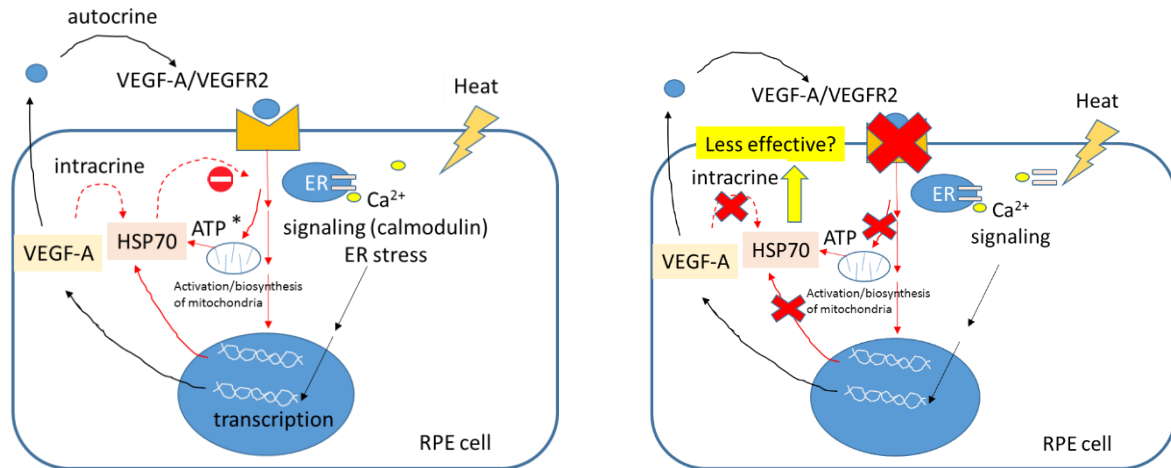 autocrine
VEGF-A/VEGFR2
Heat
intracrine
ER
Ca2+
ATP *
signaling (calmodulin)
VEGF-A
HSP70
ER stress
Activation/biosynthesis
of mitochondria
transcription
RPE cell
VEGF-A/VEGFR2
Heat
Less effective?
intracrine
ER
Ca2+
signaling
ATP
VEGF-A
HSP70
Activation/biosynthesis
of mitochondria
RPE cell